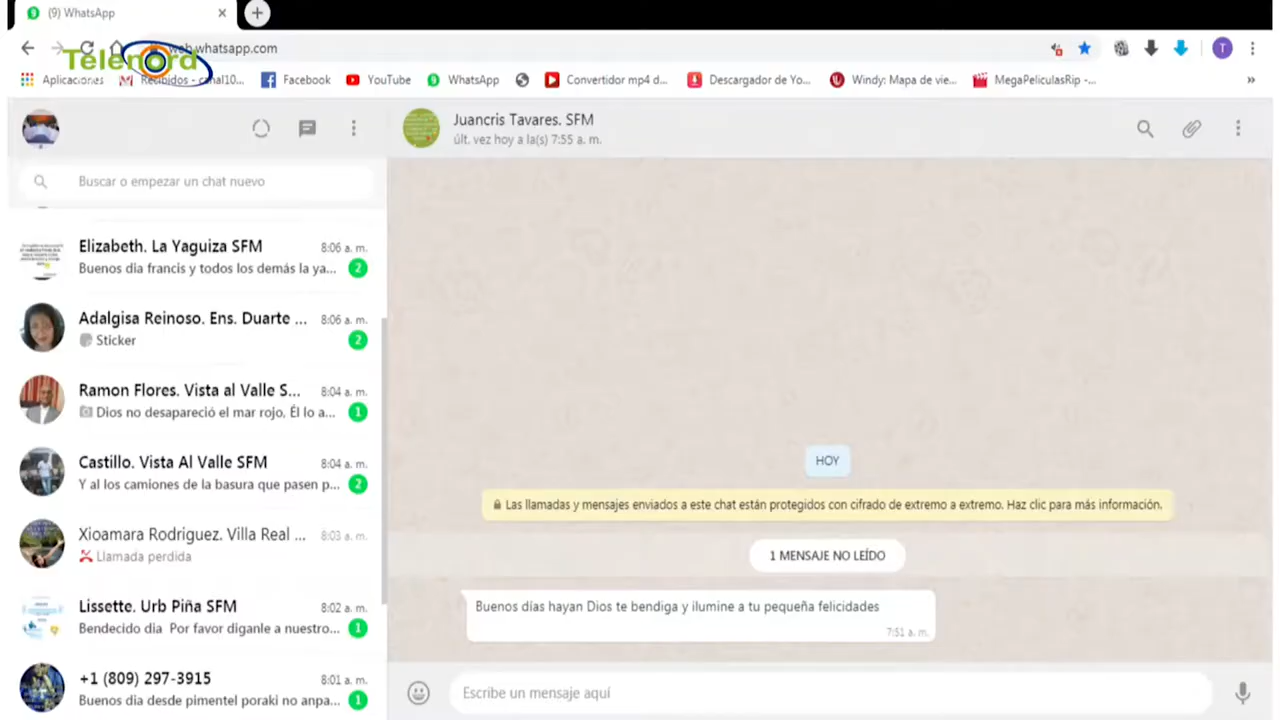 (9) WhatsApp
web.whatsapp.com
Telenord
Aplicaciones
Recibidos - canal10...
Facebook
YouTube
WhatsApp
Convertidor mp4 d...
Descargador de Yo...
Windy: Mapa de vie...
MegaPeliculasRip -...
»
T
Juancris Tavares. SFM
últ. vez hoy a la(s) 7:55 a. m.
Buscar o empezar un chat nuevo
Elizabeth. La Yaguiza SFM 8:06 a. m.
Buenos dia francis y todos los demás la ya... 2
Adalgisa Reinoso. Ens. Duarte ... 8:06 a. m.
Sticker 2
Ramon Flores. Vista al Valle S... 8:04 a. m.
Dios no desapareció el mar rojo, Él lo a... 1
Castillo. Vista Al Valle SFM 8:04 a. m.
Y al los camiones de la basura que pasen p... 2
Xioamara Rodriguez. Villa Real ... 8:03 a. m.
Llamada perdida
Lissette. Urb Piña SFM 8:02 a. m.
Bendecido dia Por favor diganle a nuestro... 1
+1 (809) 297-3915 8:01 a. m.
Buenos dia desde pimentel poraki no anpa... 1
HOY
Las llamadas y mensajes enviados a este chat están protegidos con cifrado de extremo a extremo. Haz clic para más información.
1 MENSAJE NO LEÍDO
Buenos días hayan Dios te bendiga y ilumine a tu pequeña felicidades
7:51 a. m.
Escribe un mensaje aquí